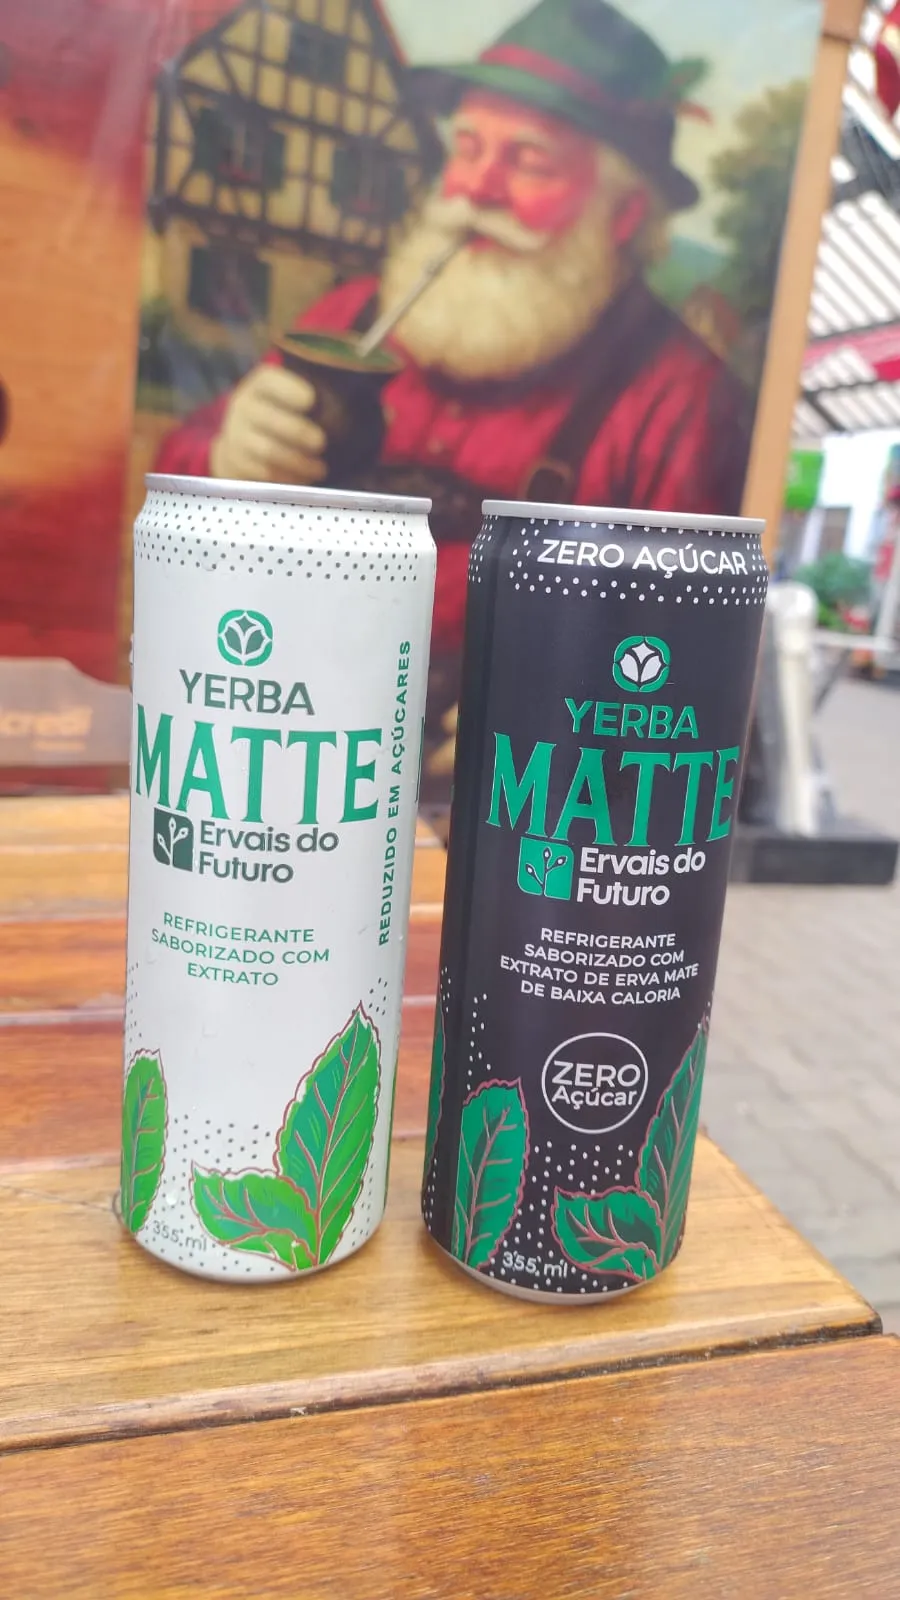 YERBA
MATTE
Ervais do
Futuro
REDUZIDO EM AÇÚCARES
REFRIGERANTE
SABORIZADO COM
EXTRATO
355 ml
ZERO AÇÚCAR
YERBA
MATTE
Ervais do
Futuro
REFRIGERANTE
SABORIZADO COM
EXTRATO DE ERVA MATE
DE BAIXA CALORIA
ZERO
Açúcar
355 ml